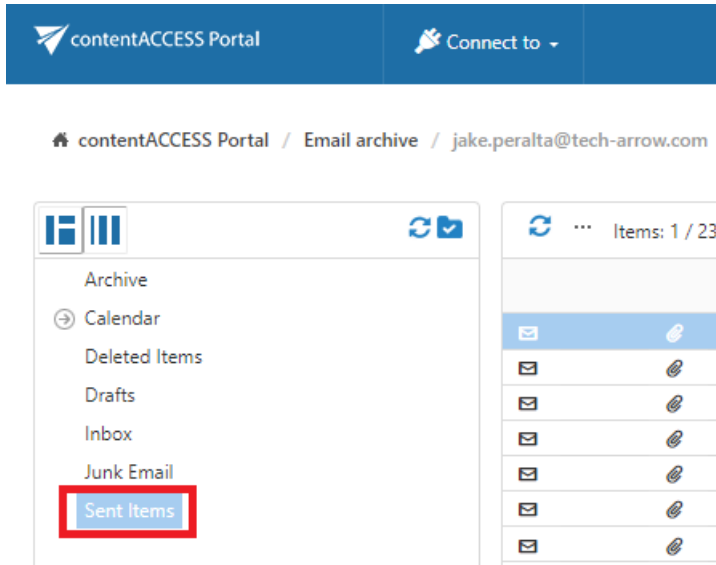 contentACCESS Portal
Connect to
contentACCESS Portal / Email archive / jake.peralta@tech-arrow.com
... Items: 1 / 23
Archive
Calendar
Deleted Items
Drafts
Inbox
Junk Email
Sent Items